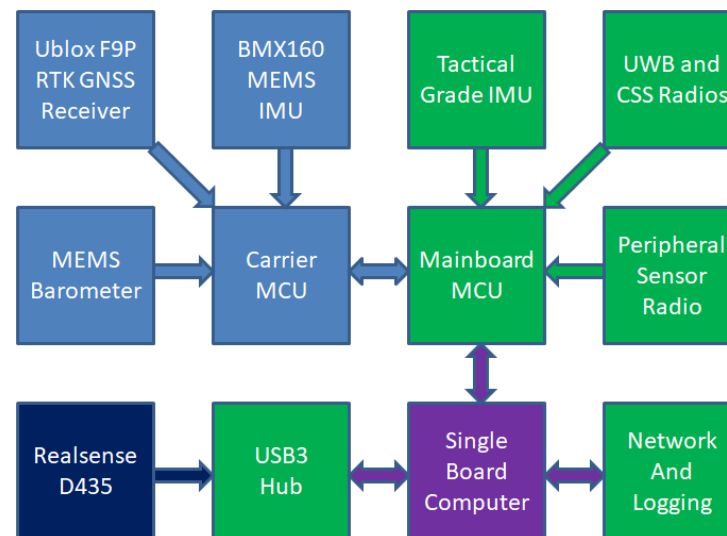 Ublox F9P
RTK GNSS
Receiver
BMX160
MEMS
IMU
Tactical
Grade IMU
UWB and
CSS Radios
MEMS
Barometer
Carrier
MCU
Mainboard
MCU
Peripheral
Sensor
Radio
Realsense
D435
USB3
Hub
Single
Board
Computer
Network
And
Logging